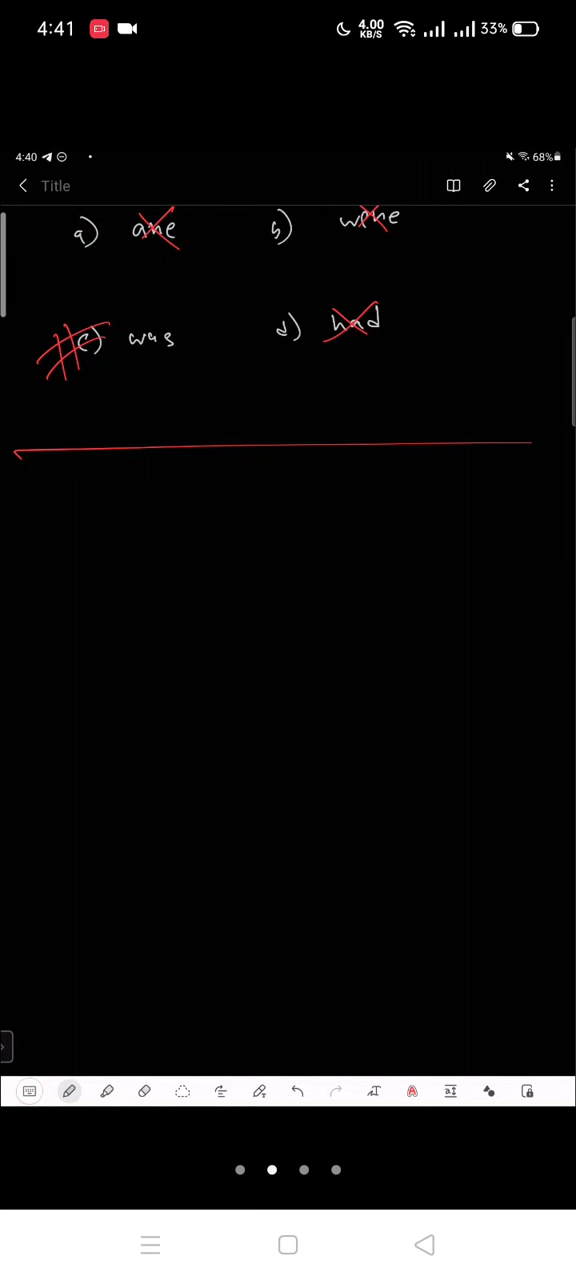 4:41 4.00 KB/S 33%
4:40 68%
Title
a) are b) were
c) was d) had